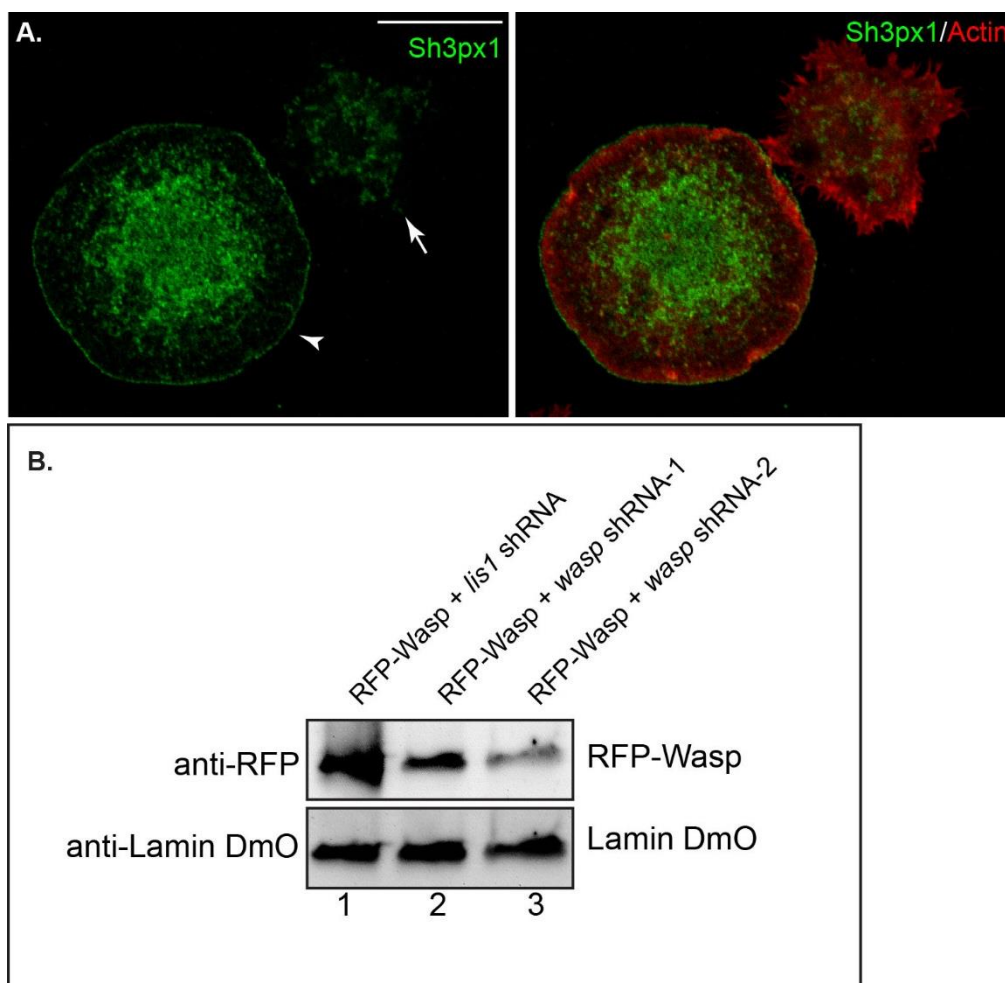 A.
Sh3px1
Sh3px1/Actin
B.
RFP-Wasp + lis1 shRNA
RFP-Wasp + wasp shRNA-1
RFP-Wasp + wasp shRNA-2
anti-RFP
RFP-Wasp
anti-Lamin DmO
Lamin DmO
1 2 3